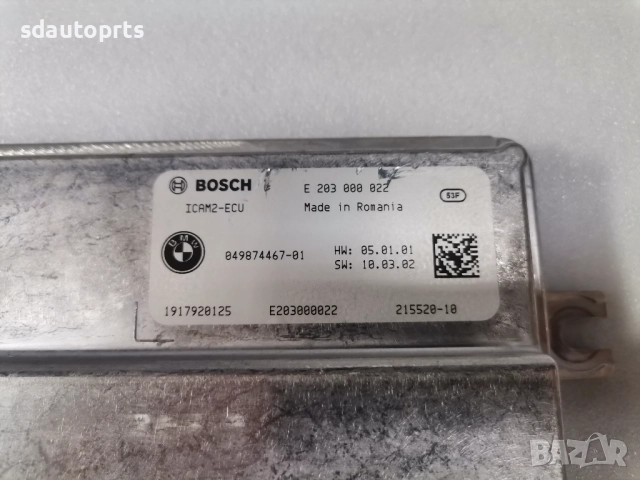 sdautoprts
BOSCH E 203 000 022
ICAM2-ECU Made in Romania
53F
BMW
049874467-01 HW: 05.01.01
SW: 10.03.02
1917920125 E203000022 215520-10
BAZAR